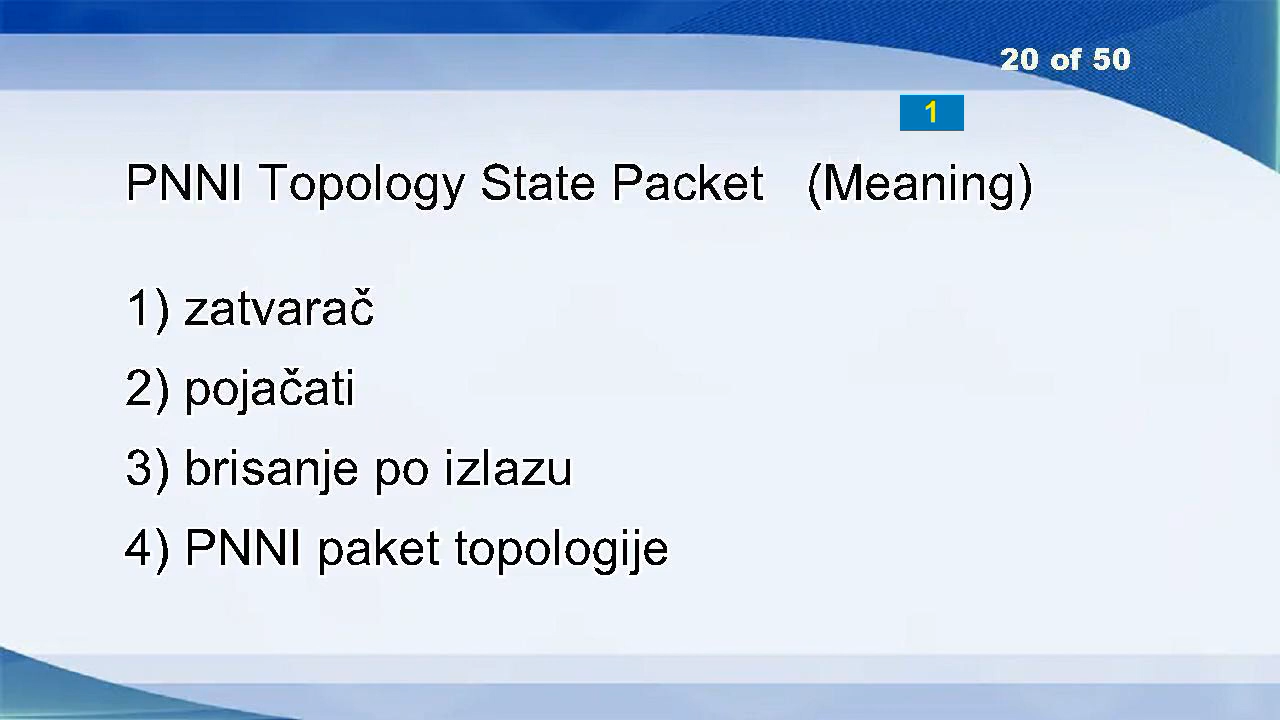 20 of 50
1
PNNI Topology State Packet (Meaning)
1) zatvarač
2) pojačati
3) brisanje po izlazu
4) PNNI paket topologije